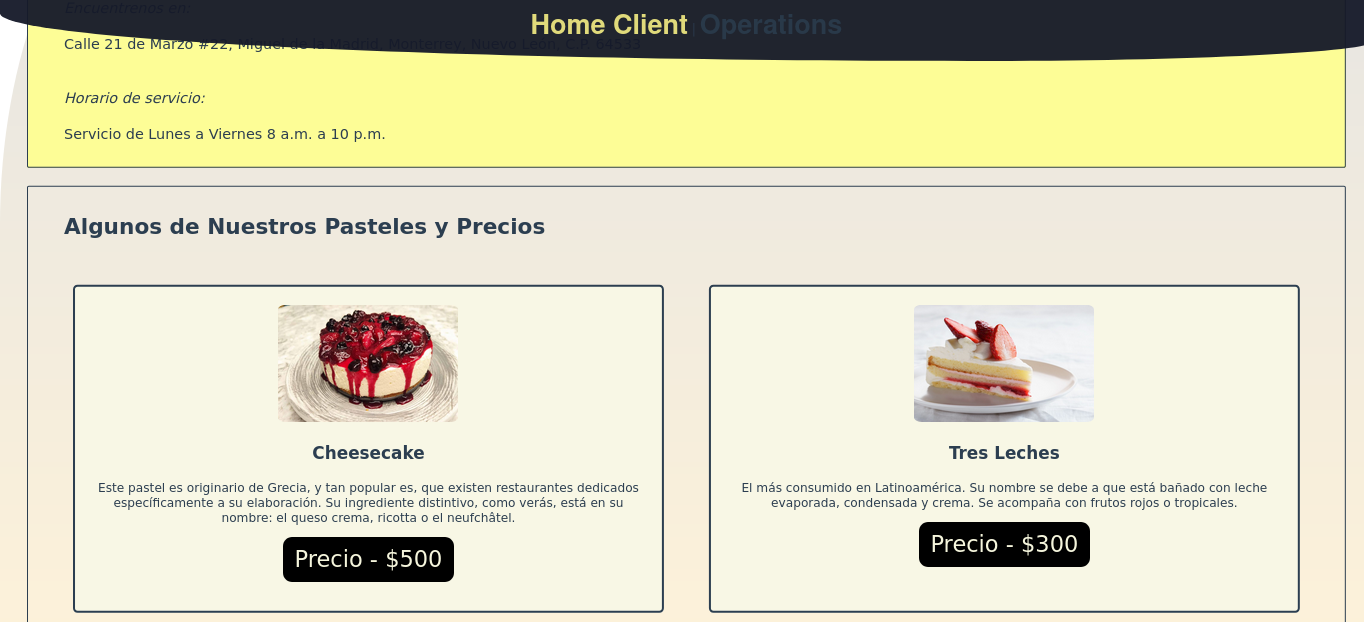 Home Client | Operations
Encuéntrenos en:
Calle 21 de Marzo #22, Miguel de la Madrid, Monterrey, Nuevo León, C.P. 64533
Horario de servicio:
Servicio de Lunes a Viernes 8 a.m. a 10 p.m.
Algunos de Nuestros Pasteles y Precios
Cheesecake
Este pastel es originario de Grecia, y tan popular es, que existen restaurantes dedicados
específicamente a su elaboración. Su ingrediente distintivo, como verás, está en su
nombre: el queso crema, ricotta o el neufchâtel.
Precio - $500
Tres Leches
El más consumido en Latinoamérica. Su nombre se debe a que está bañado con leche
evaporada, condensada y crema. Se acompaña con frutos rojos o tropicales.
Precio - $300